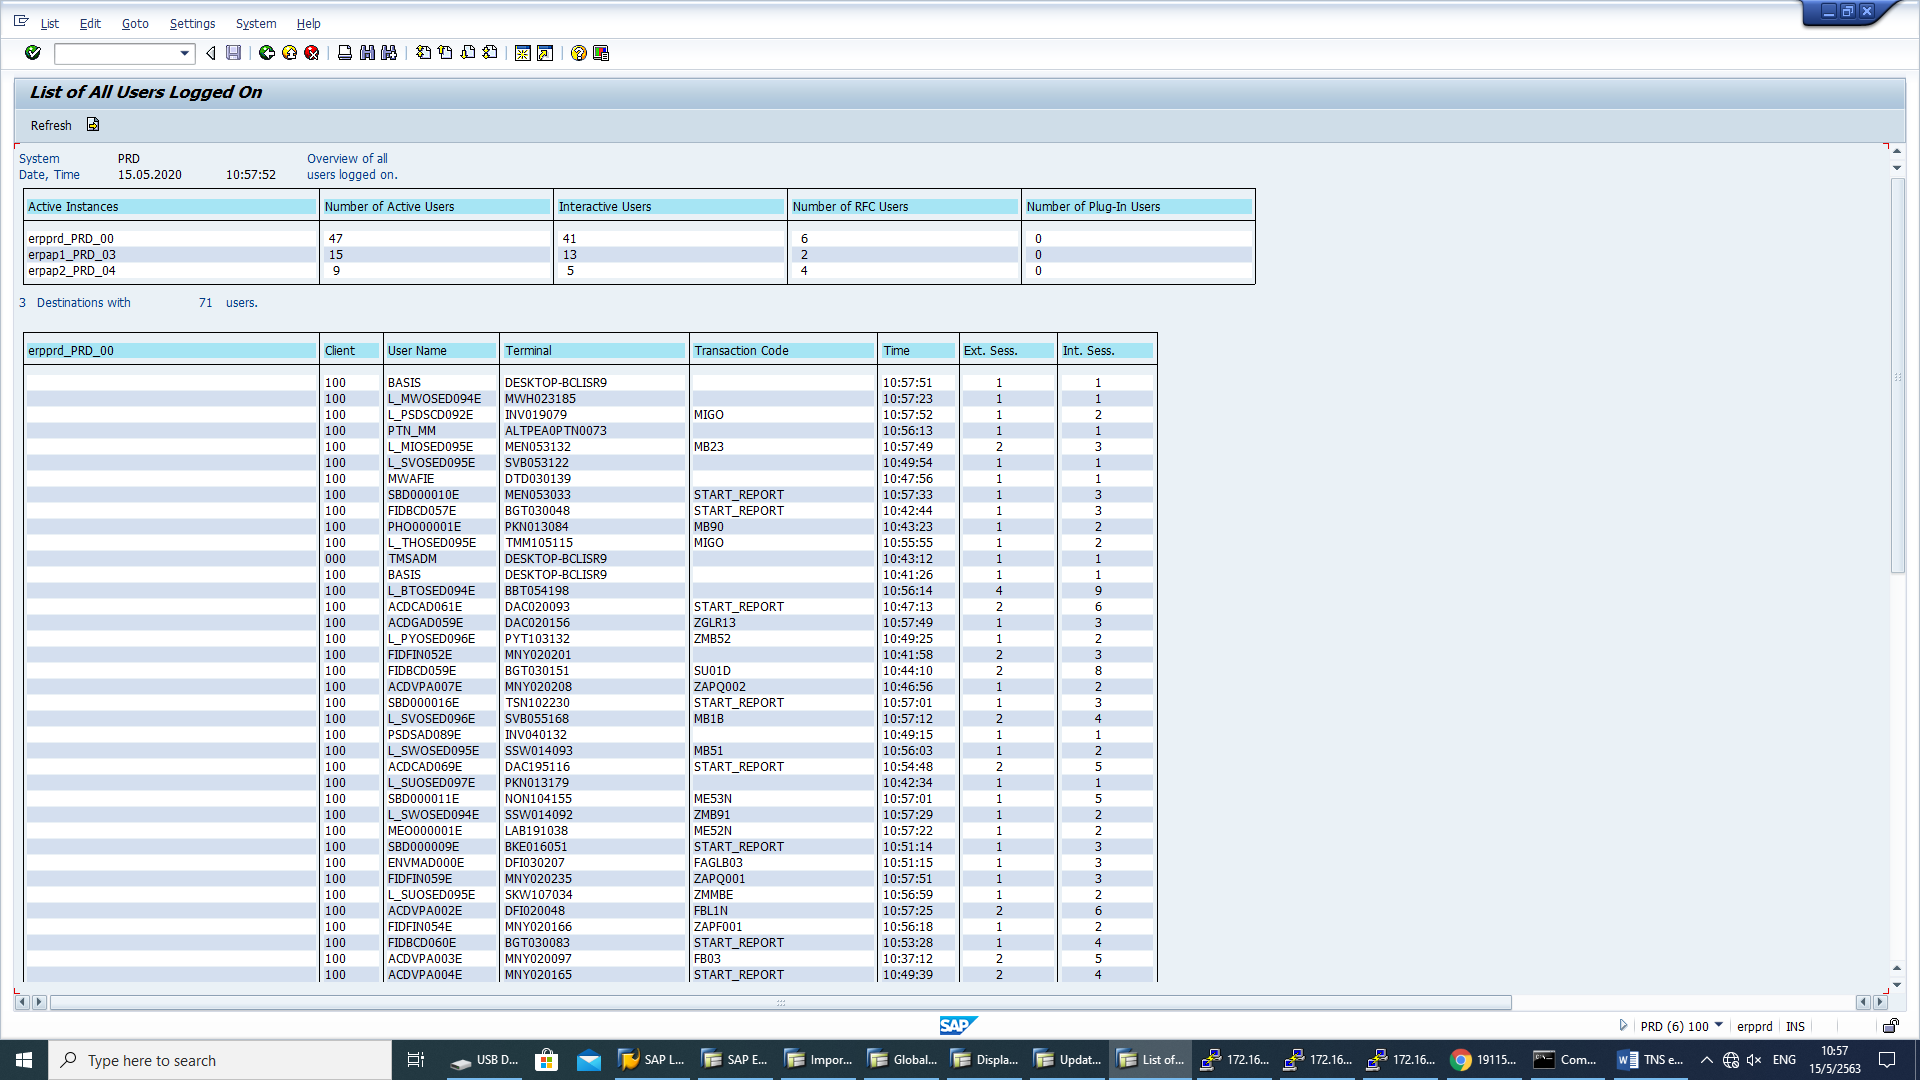 List Edit Goto Settings System Help
List of All Users Logged On
Refresh
System PRD Overview of all
Date, Time 15.05.2020 10:57:52 users logged on.
Active Instances Number of Active Users Interactive Users Number of RFC Users Number of Plug-In Users
erpprd_PRD_00 47 41 6 0
erpap1_PRD_03 15 13 2 0
erpap2_PRD_04 9 5 4 0
3 Destinations with 71 users.
erpprd_PRD_00 Client User Name Terminal Transaction Code Time Ext. Sess. Int. Sess.
100 BASIS DESKTOP-BCLISR9 10:57:51 1 1
100 L_MWOSED094E MWH023185 10:57:23 1 1
100 L_PSDSCD092E INV019079 MIGO 10:57:52 1 2
100 PTN_MM ALTPEA0PTN0073 10:56:13 1 1
100 L_MIOSED095E MEN053132 MB23 10:57:49 2 3
100 L_SVOSED095E SVB053122 10:49:54 1 1
100 MWAFIE DTD030139 10:47:56 1 1
100 SBD000010E MEN053033 START_REPORT 10:57:33 1 3
100 FIDBCD057E BGT030048 START_REPORT 10:42:44 1 3
100 PHO000001E PKN013084 MB90 10:43:23 1 2
100 L_THOSED095E TMM105115 MIGO 10:55:55 1 2
000 TMSADM DESKTOP-BCLISR9 10:43:12 1 1
100 BASIS DESKTOP-BCLISR9 10:41:26 1 1
100 L_BTOSED094E BBT054198 10:56:14 4 9
100 ACDCAD061E DAC020093 START_REPORT 10:47:13 2 6
100 ACDGAD059E DAC020156 ZGLR13 10:57:49 1 3
100 L_PYOSED096E PYT103132 ZMB52 10:49:25 1 2
100 FIDFIN052E MNY020201 10:41:58 2 3
100 FIDBCD059E BGT030151 SU01D 10:44:10 2 8
100 ACDVPA007E MNY020208 ZAPQ002 10:46:56 1 2
100 SBD000016E TSN102230 START_REPORT 10:57:01 1 3
100 L_SVOSED096E SVB055168 MB1B 10:57:12 2 4
100 PSDSAD089E INV040132 10:49:15 1 1
100 L_SWOSED095E SSW014093 MB51 10:56:03 1 2
100 ACDCAD069E DAC195116 START_REPORT 10:54:48 2 5
100 L_SUOSED097E PKN013179 10:42:34 1 1
100 SBD000011E NON104155 ME53N 10:57:01 1 5
100 L_SWOSED094E SSW014092 ZMB91 10:57:29 1 2
100 MEO000001E LAB191038 ME52N 10:57:22 1 2
100 SBD000009E BKE016051 START_REPORT 10:51:14 1 3
100 ENVMAD000E DFI030207 FAGLB03 10:51:15 1 3
100 FIDFIN059E MNY020235 ZAPQ001 10:57:51 1 3
100 L_SUOSED095E SKW107034 ZMMBE 10:56:59 1 2
100 ACDVPA002E DFI020048 FBL1N 10:57:25 2 6
100 FIDFIN054E MNY020166 ZAPF001 10:56:18 1 2
100 FIDBCD060E BGT030083 START_REPORT 10:53:28 1 4
100 ACDVPA003E MNY020097 FB03 10:37:12 2 5
100 ACDVPA004E MNY020165 START_REPORT 10:49:39 2 4
SAP
PRD (6) 100 erpprd INS
Type here to search USB D... SAP L... SAP E... Impor... Global... Displa... Updat... List of... 172.16... 172.16... 172.16... 19115... Com... TNS e... ENG 10:57
15/5/2563